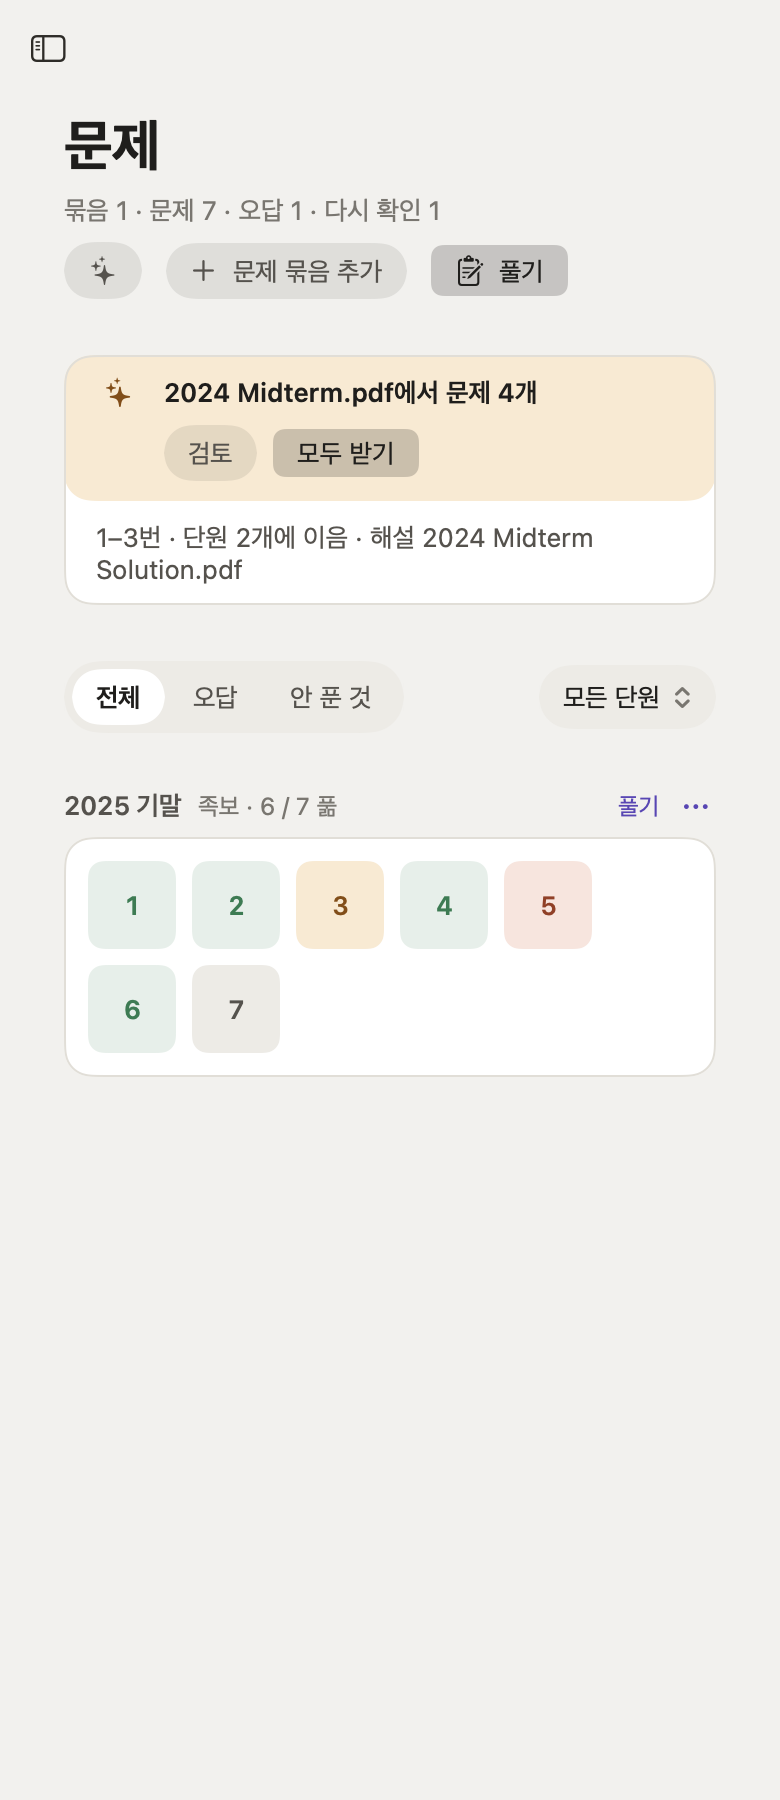 문제
묶음 1 · 문제 7 · 오답 1 · 다시 확인 1
문제 묶음 추가
풀기
2024 Midterm.pdf에서 문제 4개
검토
모두 받기
1–3번 · 단원 2개에 이음 · 해설 2024 Midterm
Solution.pdf
전체
오답
안 푼 것
모든 단원
2025 기말 족보 · 6 / 7 풂
풀기
1 2 3 4 5
6 7